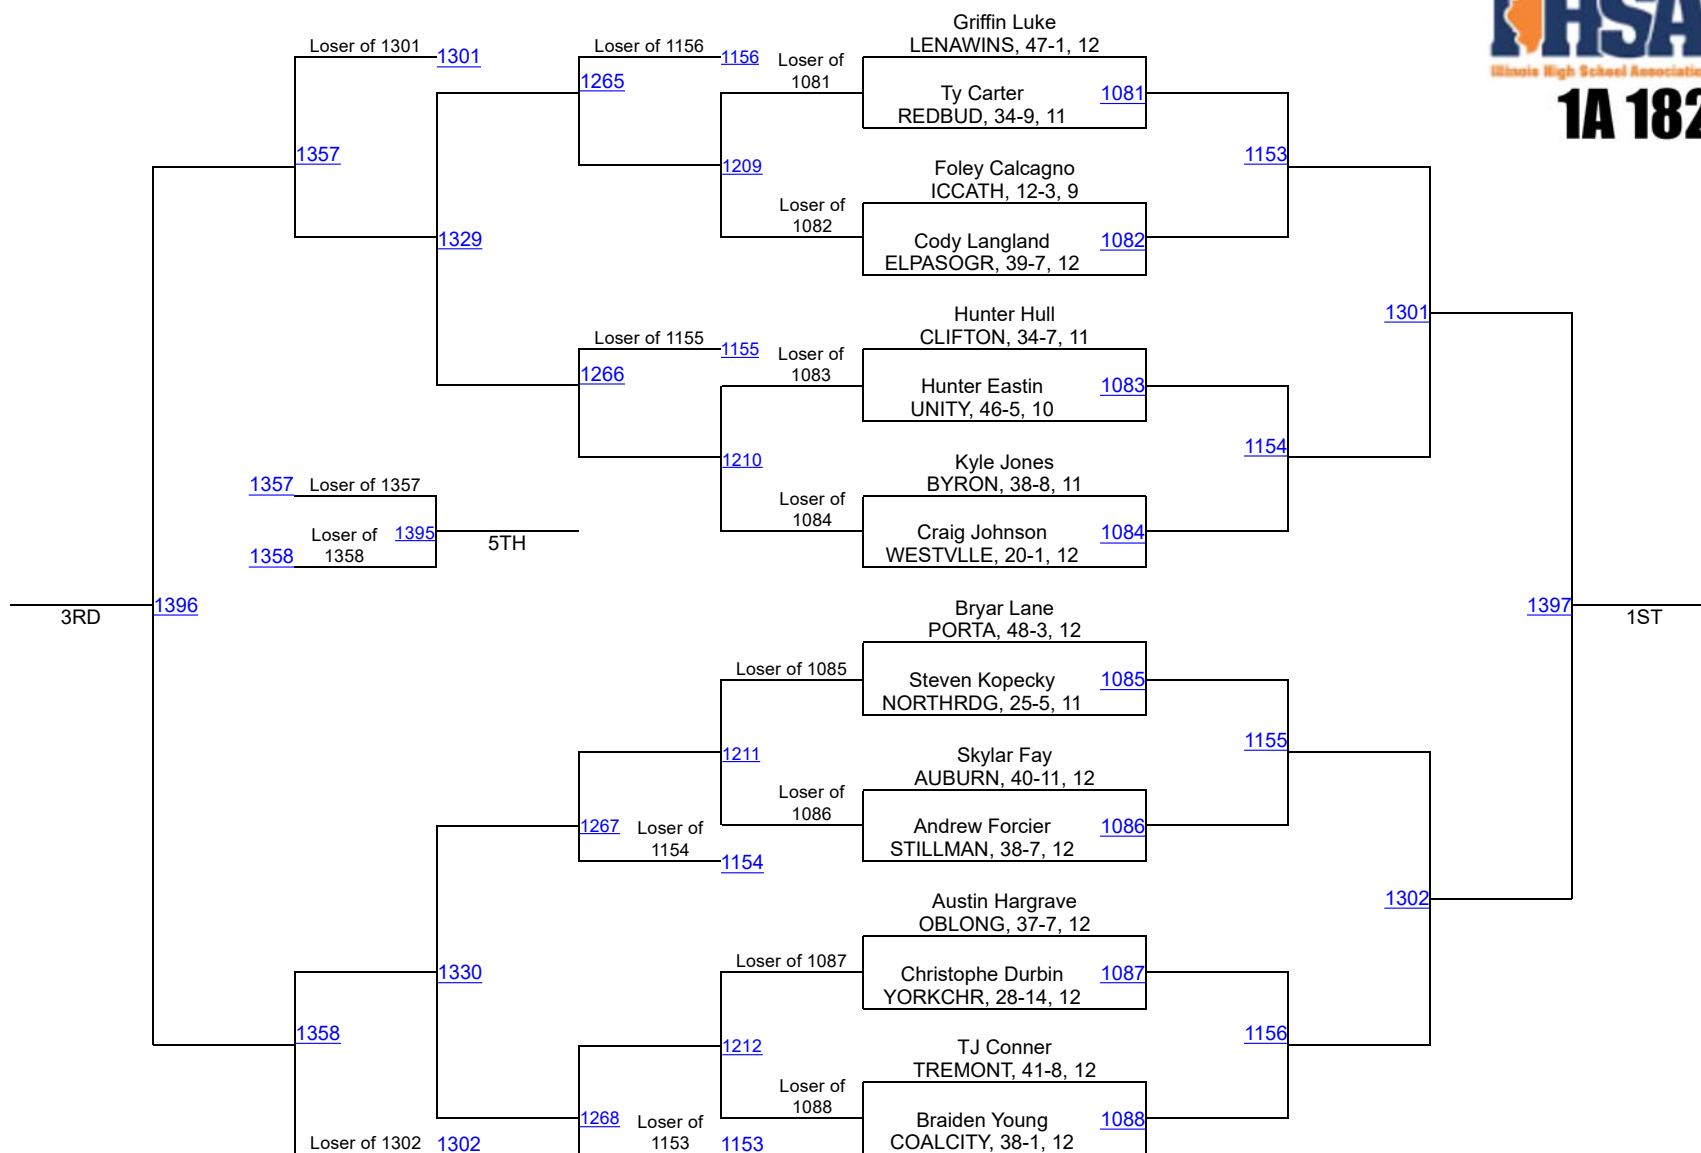 HSA
Illinois High School Association
1A 182
Griffin Luke
LENAWINS, 47-1, 12
Ty Carter
REDBUD, 34-9, 11
1081
Foley Calcagno
ICCATH, 12-3, 9
Cody Langland
ELPASOGR, 39-7, 12
1082
Hunter Hull
CLIFTON, 34-7, 11
Hunter Eastin
UNITY, 46-5, 10
1083
Kyle Jones
BYRON, 38-8, 11
Craig Johnson
WESTVLLE, 20-1, 12
1084
Bryar Lane
PORTA, 48-3, 12
Steven Kopecky
NORTHRDG, 25-5, 11
1085
Skylar Fay
AUBURN, 40-11, 12
Andrew Forcier
STILLMAN, 38-7, 12
1086
Austin Hargrave
OBLONG, 37-7, 12
Christophe Durbin
YORKCHR, 28-14, 12
1087
TJ Conner
TREMONT, 41-8, 12
Braiden Young
COALCITY, 38-1, 12
1088
1153
1154
1155
1156
1301
1302
1397
1ST
Loser of
1081
Loser of
1082
1209
Loser of 1156
1156
1265
Loser of
1083
Loser of
1084
1210
Loser of 1155
1155
1266
1329
Loser of 1301
1301
1357
1357
Loser of 1357
1358
Loser of
1358
1395
5TH
1396
3RD
Loser of 1085
Loser of
1086
1211
1267
Loser of
1154
1154
Loser of 1087
Loser of
1088
1212
1268
Loser of
1153
1153
1330
1358
Loser of 1302
1302